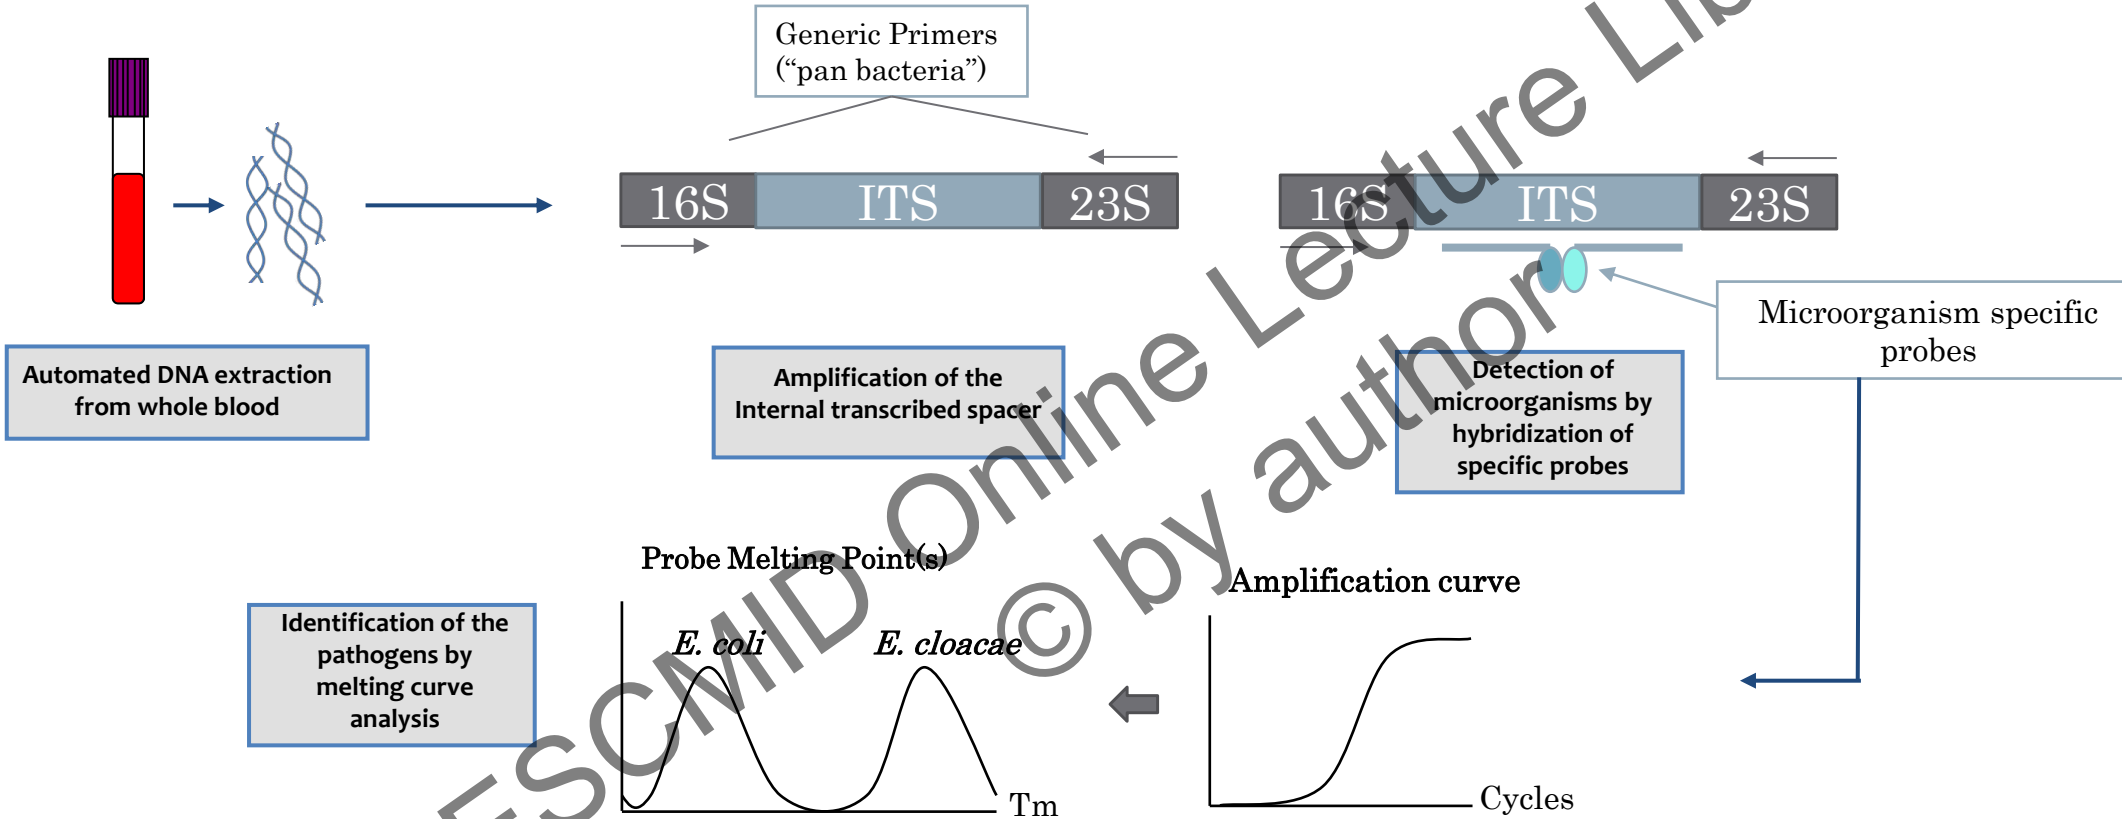 Generic Primers
(“pan bacteria”)
16S
ITS
23S
16S
ITS
23S
Microorganism specific
probes
Automated DNA extraction
from whole blood
Amplification of the
Internal transcribed spacer
Detection of
microorganisms by
hybridization of
specific probes
Probe Melting Point(s)
Amplification curve
Identification of the
pathogens by
melting curve
analysis
E. coli
E. cloacae
Tm
Cycles
ESCMID Online Lecture Lib
© by author